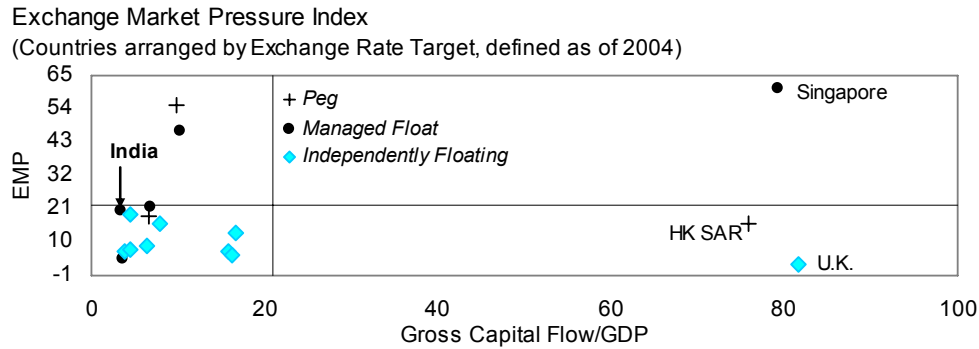 Exchange Market Pressure Index
(Countries arranged by Exchange Rate Target, defined as of 2004)
65
54
43
32
21
10
-1
EMP
Peg
Managed Float
Independently Floating
India
Singapore
HK SAR
U.K.
0 20 40 60 80 100
Gross Capital Flow/GDP